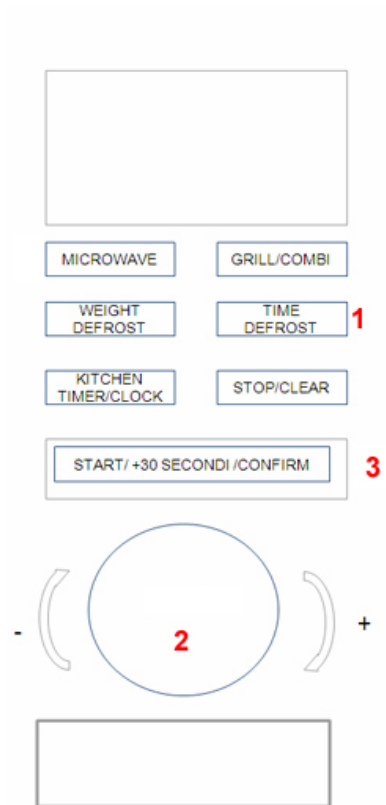 MICROWAVE
GRILL/COMBI
WEIGHT
DEFROST
TIME
DEFROST
1
KITCHEN
TIMER/CLOCK
STOP/CLEAR
START/ +30 SECONDI /CONFIRM
3
-
2
+